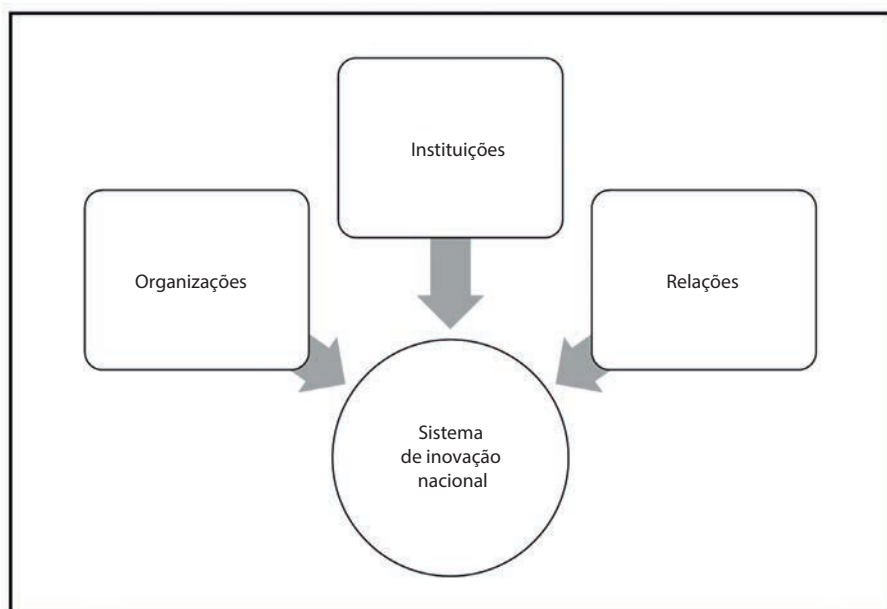 Instituições
Organizações
Relações
Sistema
de inovação
nacional